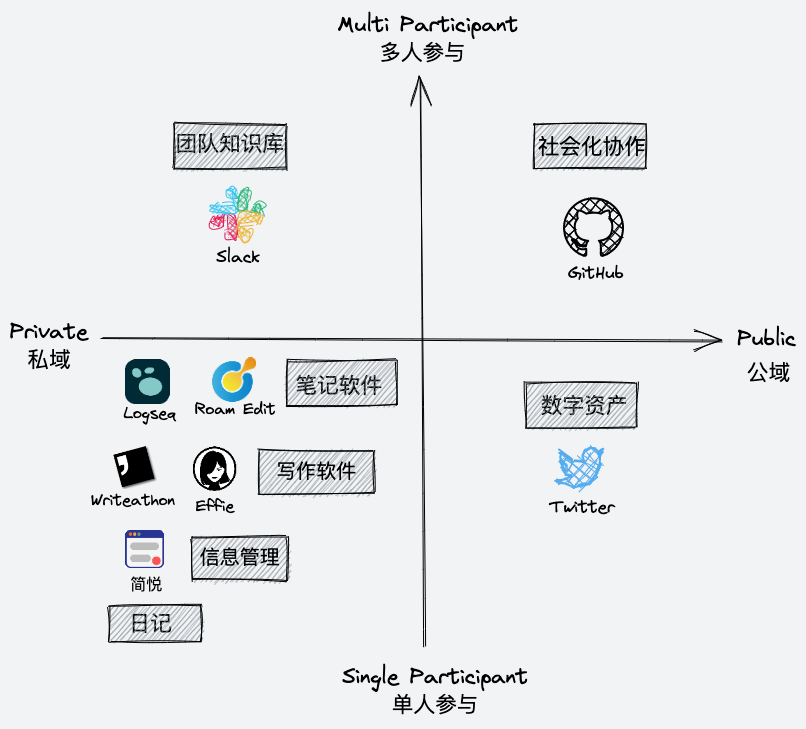 Multi Participant
多人参与
团队知识库
社会化协作
Slack
GitHub
Private
私域
Public
公域
笔记软件
Logseq
Roam Edit
数字资产
写作软件
Writeathon
Effie
Twitter
信息管理
简悦
日记
Single Participant
单人参与